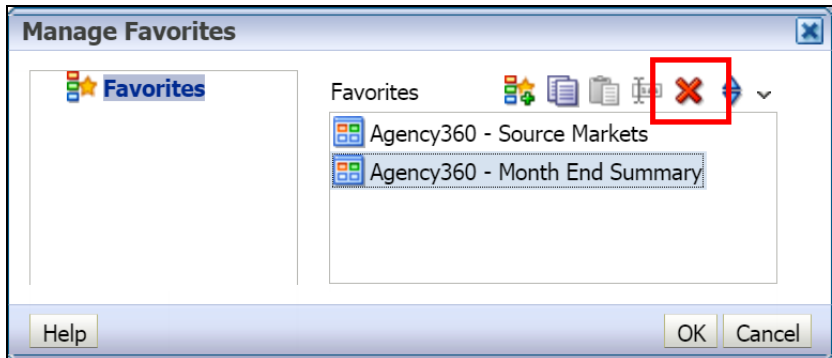 Manage Favorites
Favorites
Favorites
Agency360 - Source Markets
Agency360 - Month End Summary
Help
OK
Cancel